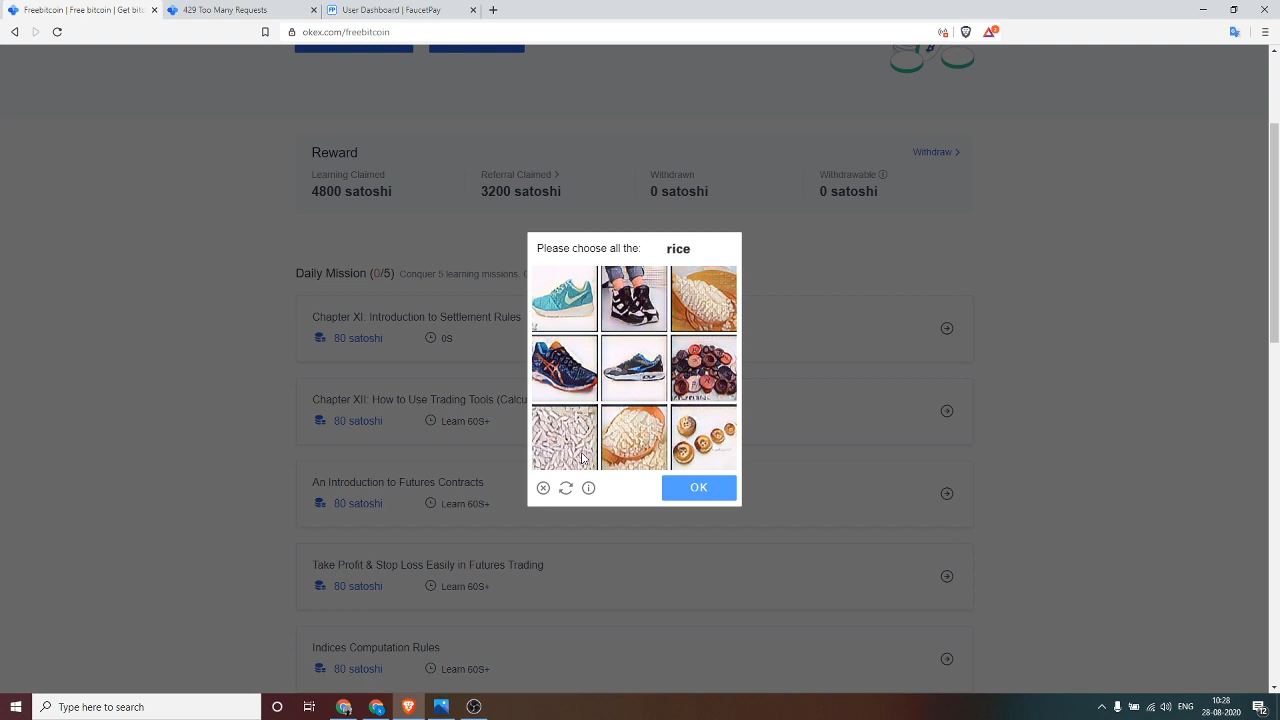 Freebitcoin | Freebitcoin | Get bitc
429 Too Many Requests
FP User Dashboard | FaucetPay
okex.com/freebitcoin
2
Reward
Withdraw
Learning Claimed
Referral Claimed
Withdrawn
Withdrawable
4800 satoshi
3200 satoshi
0 satoshi
0 satoshi
Please choose all the: rice
Daily Mission (0/5) Conquer 5 learning missions.
Chapter XI: Introduction to Settlement Rules
80 satoshi
0S
Chapter XII: How to Use Trading Tools (Calcu
80 satoshi
Learn 60S+
An Introduction to Futures Contracts
80 satoshi
Learn 60S+
OK
Take Profit & Stop Loss Easily in Futures Trading
80 satoshi
Learn 60S+
Indices Computation Rules
80 satoshi
Learn 60S+
Type here to search
ENG
10:28
28-08-2020
2